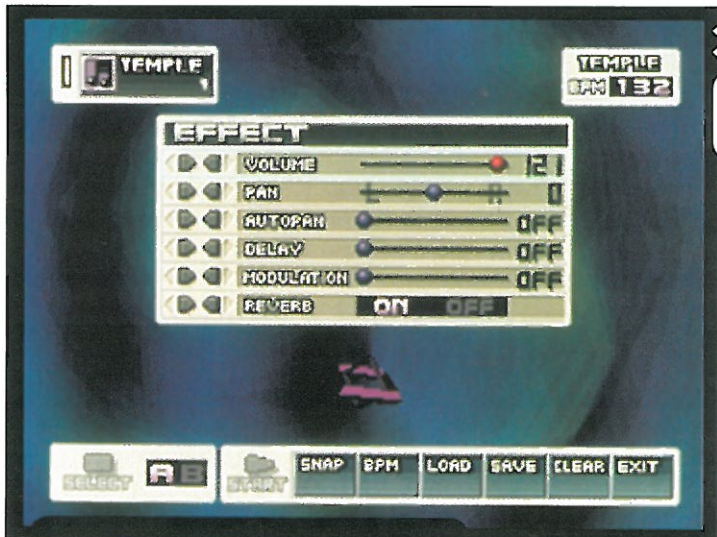 TEMPLE
1
TEMPLE
BPM 132
EFFECT
VOLUME 121
PAN L R 0
AUTOPAN OFF
DELAY OFF
MODULATION OFF
REVERB ON OFF
SELECT A B
START SNAP BPM LOAD SAVE CLEAR EXIT